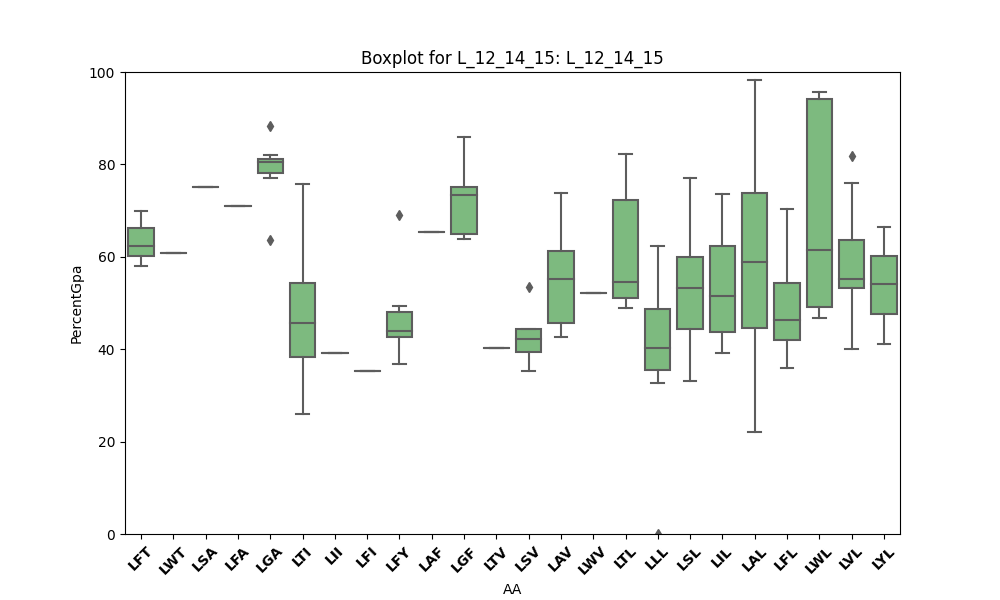 Boxplot for L_12_14_15: L_12_14_15
100
80
60
40
20
0
PercentGpa
LFT LWT LSA LFA LGA LTI LII LFI LFY LAF LGF LTV LSV LAV LWV LTL LLL LSL LIL LAL LFL LWL LVL LYL
AA